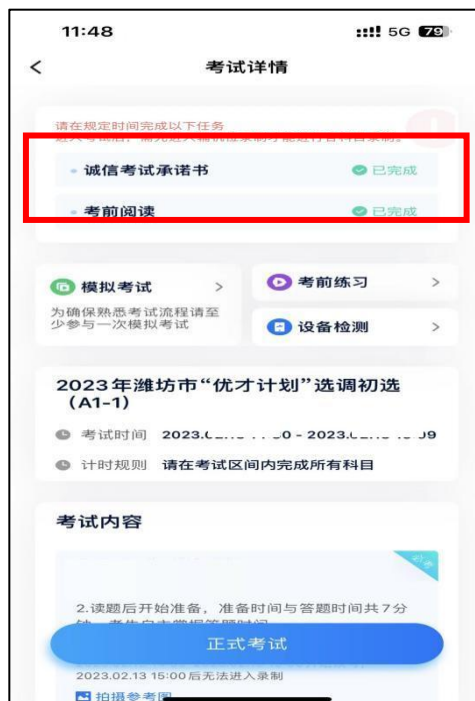 11:48
5G 79
考试详情
请在规定时间完成以下任务
诚信考试承诺书 已完成
考前阅读 已完成
模拟考试
为确保熟悉考试流程请至
少参与一次模拟考试
考前练习
设备检测
2023年潍坊市“优才计划”选调初选
（A1-1）
考试时间 2023.
计时规则 请在考试区间内完成所有科目
考试内容
必考
2.读题后开始准备，准备时间与答题时间共7分
正式考试
2023.02.13 15:00后无法进入录制
拍摄参考图